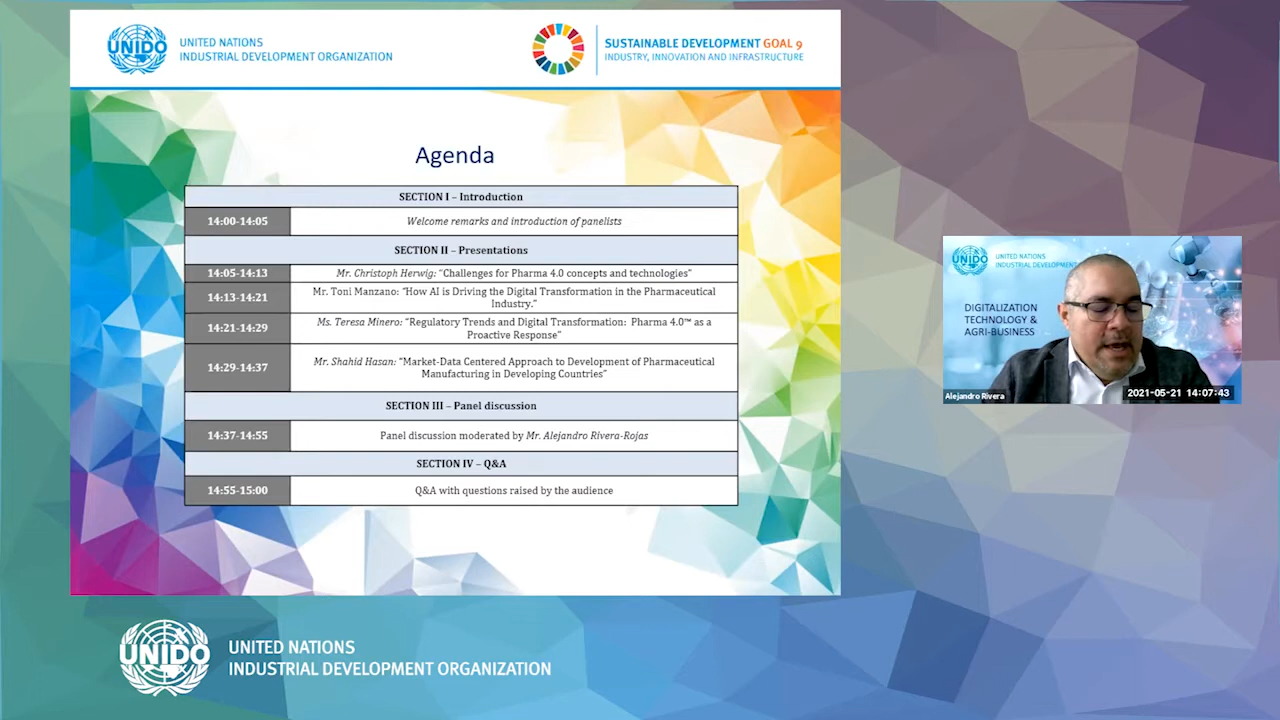 UNIDO
UNITED NATIONS
INDUSTRIAL DEVELOPMENT ORGANIZATION
SUSTAINABLE DEVELOPMENT GOAL 9
INDUSTRY, INNOVATION AND INFRASTRUCTURE
Agenda
SECTION I – Introduction
14:00-14:05 Welcome remarks and introduction of panelists
SECTION II – Presentations
14:05-14:13 Mr. Christoph Herwig: “Challenges for Pharma 4.0 concepts and technologies”
14:13-14:21 Mr. Toni Manzano: “How AI is Driving the Digital Transformation in the Pharmaceutical
Industry.”
14:21-14:29 Ms. Teresa Minero: “Regulatory Trends and Digital Transformation: Pharma 4.0™ as a
Proactive Response”
14:29-14:37 Mr. Shahid Hasan: “Market-Data Centered Approach to Development of Pharmaceutical
Manufacturing in Developing Countries”
SECTION III – Panel discussion
14:37-14:55 Panel discussion moderated by Mr. Alejandro Rivera-Rojas
SECTION IV – Q&A
14:55-15:00 Q&A with questions raised by the audience
UNIDO
UNITED NATIONS
INDUSTRIAL DEVELOPMENT
DIGITALIZATION
TECHNOLOGY &
AGRI-BUSINESS
Alejandro Rivera
2021-05-21 14:07:43
UNIDO
UNITED NATIONS
INDUSTRIAL DEVELOPMENT ORGANIZATION